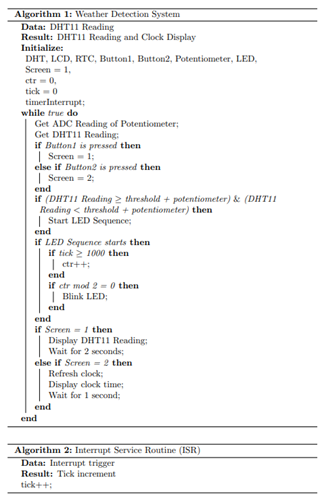 Algorithm 1: Weather Detection System
Data: DHT11 Reading
Result: DHT11 Reading and Clock Display
Initialize:
DHT, LCD, RTC, Button1, Button2, Potentiometer, LED,
Screen = 1,
ctr = 0,
tick = 0
timerInterrupt;
while true do
Get ADC Reading of Potentiometer;
Get DHT11 Reading;
if Button1 is pressed then
Screen = 1;
else if Button2 is pressed then
Screen = 2;
end
if (DHT11 Reading ≥ threshold + potentiometer) & (DHT11
Reading < threshold + potentiometer) then
Start LED Sequence;
end
if LED Sequence starts then
if tick ≥ 1000 then
ctr++;
end
if ctr mod 2 = 0 then
Blink LED;
end
end
if Screen = 1 then
Display DHT11 Reading;
Wait for 2 seconds;
else if Screen = 2 then
Refresh clock;
Display clock time;
Wait for 1 second;
end
end
Algorithm 2: Interrupt Service Routine (ISR)
Data: Interrupt trigger
Result: Tick increment
tick++;